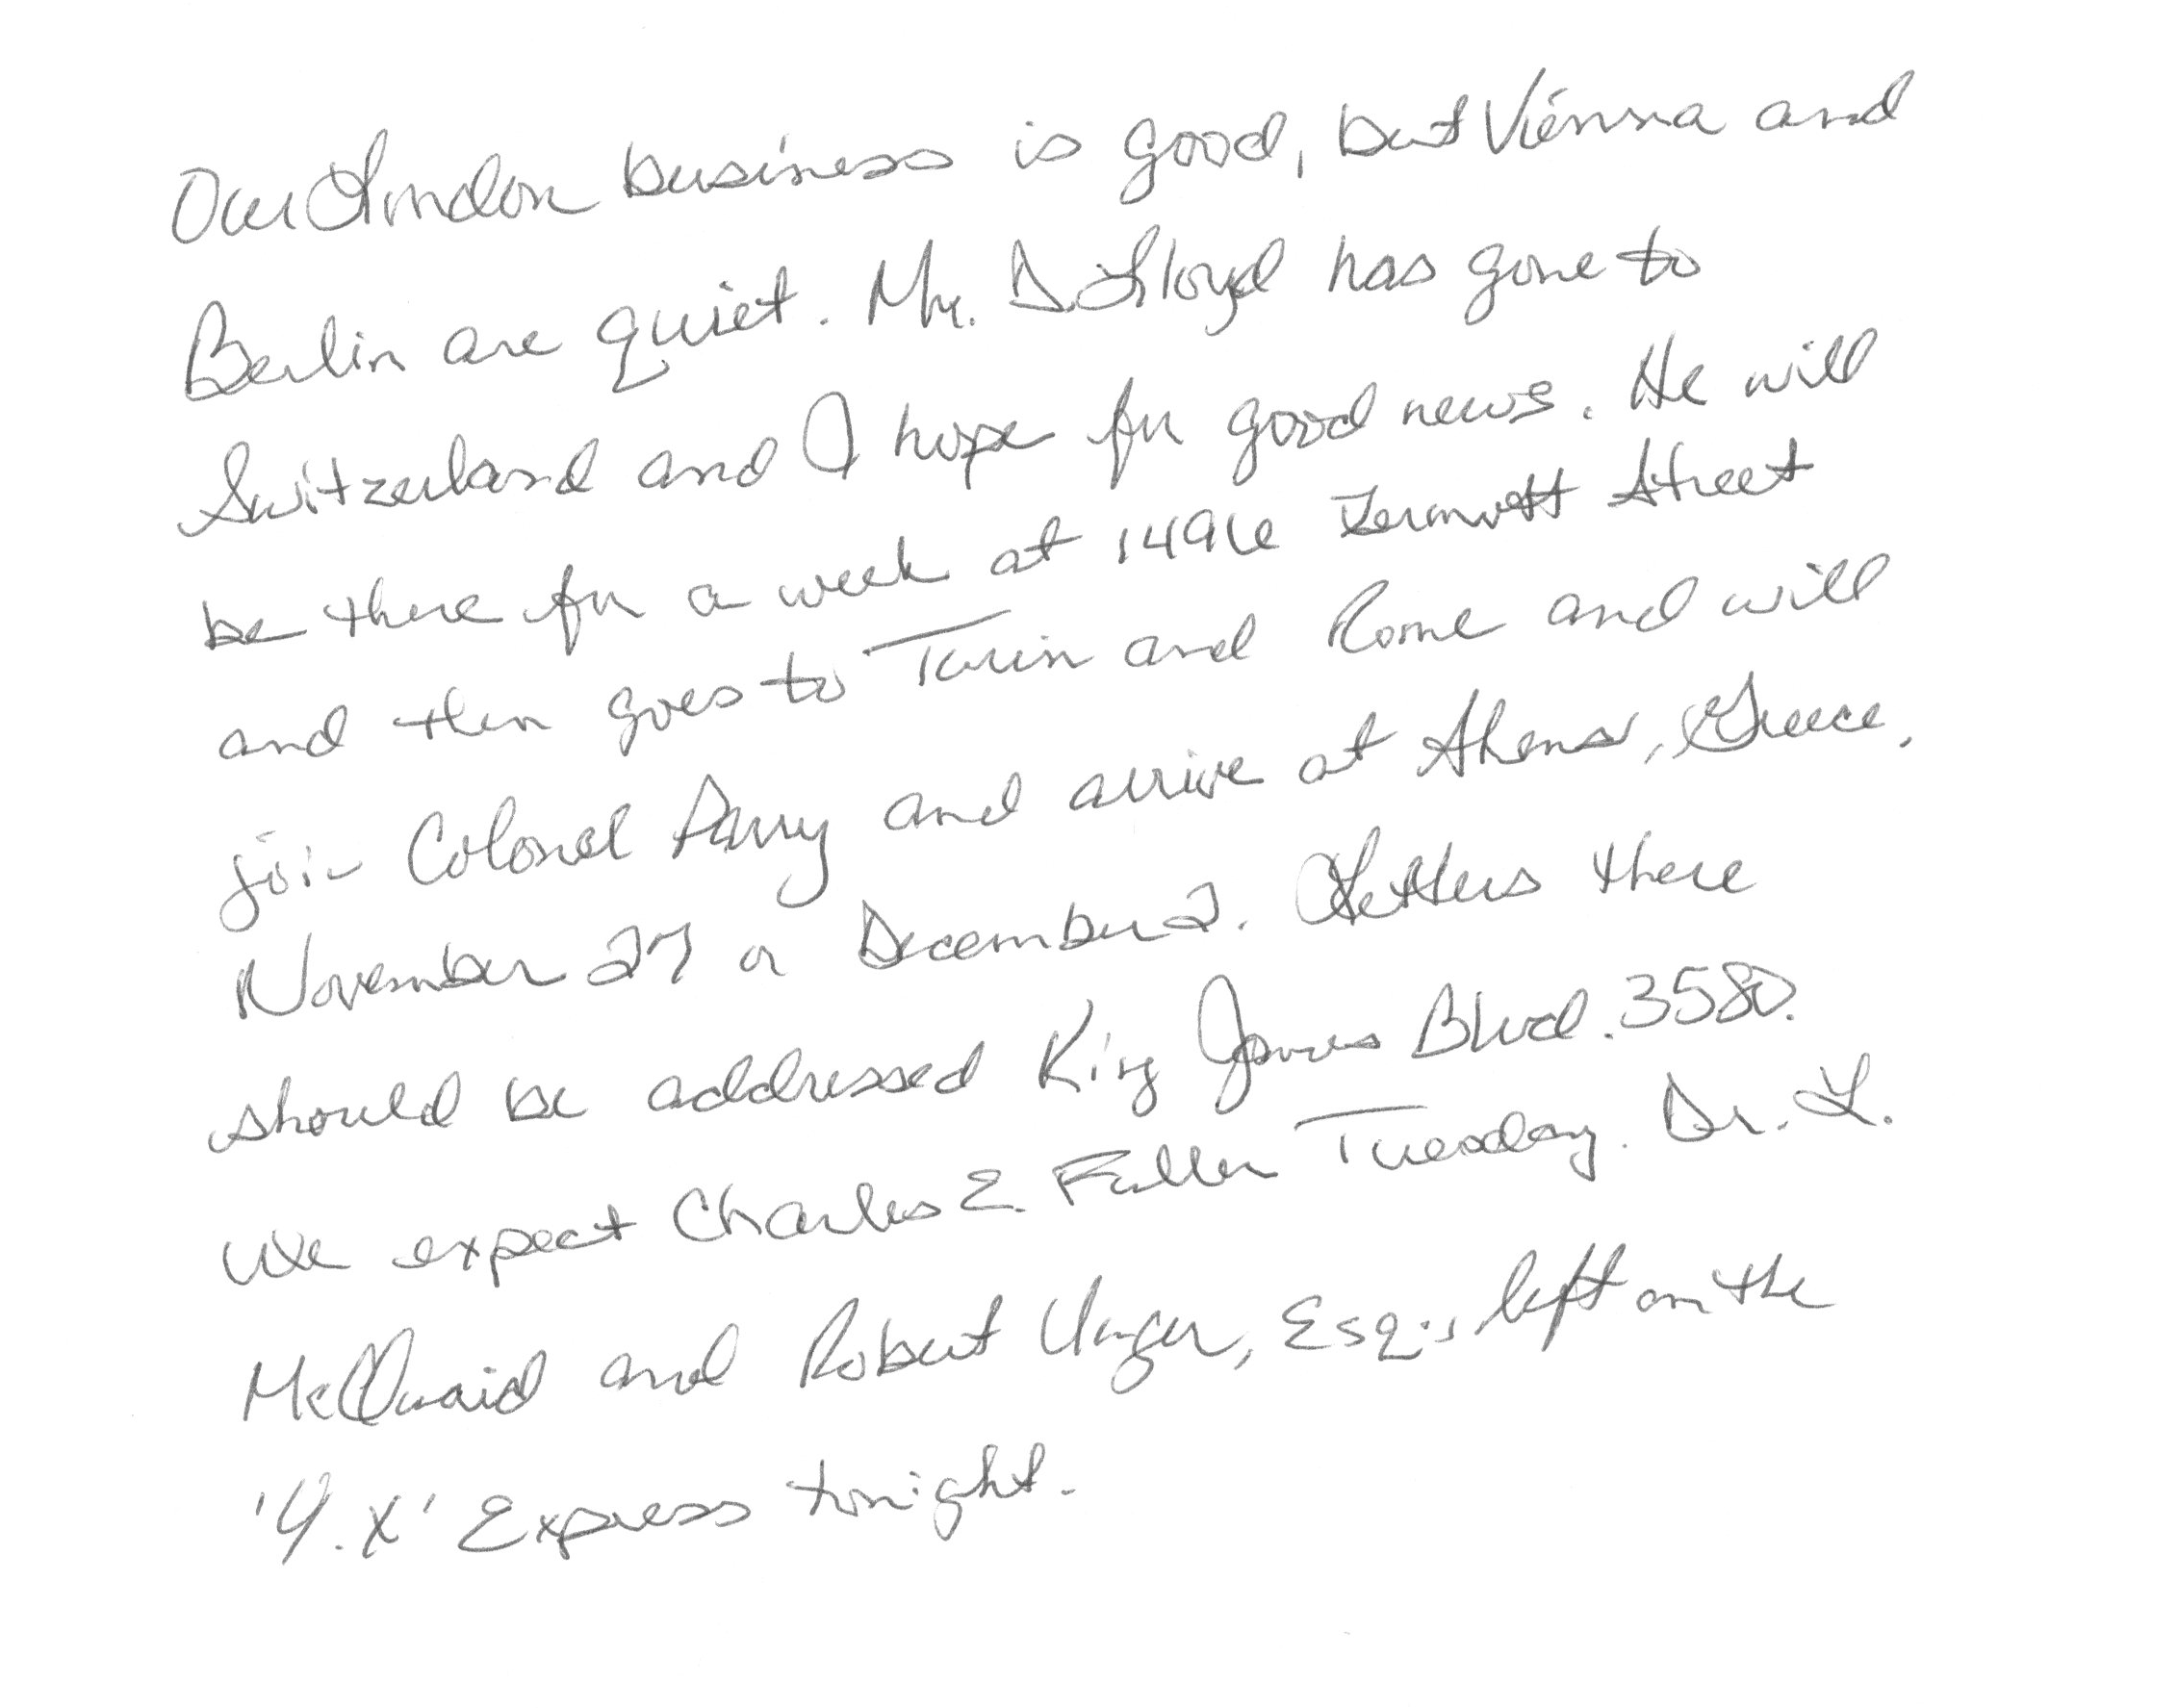 Our London business is good, but Vienna and
Berlin are quiet. Mr. D. Lloyd has gone to
Switzerland and I hope for good news. He will
be there for a week at 1496 Zermott Street
and then goes to Turin and Rome and will
join Colonel Parry and arrive at Athens, Greece,
November 27 or December 2. Letters there
should be addressed King James Blvd. 3580.
We expect Charles E. Fuller Tuesday. Dr. L.
McQuaid and Robert Unger, Esq., left on the
'Y.X' Express tonight.